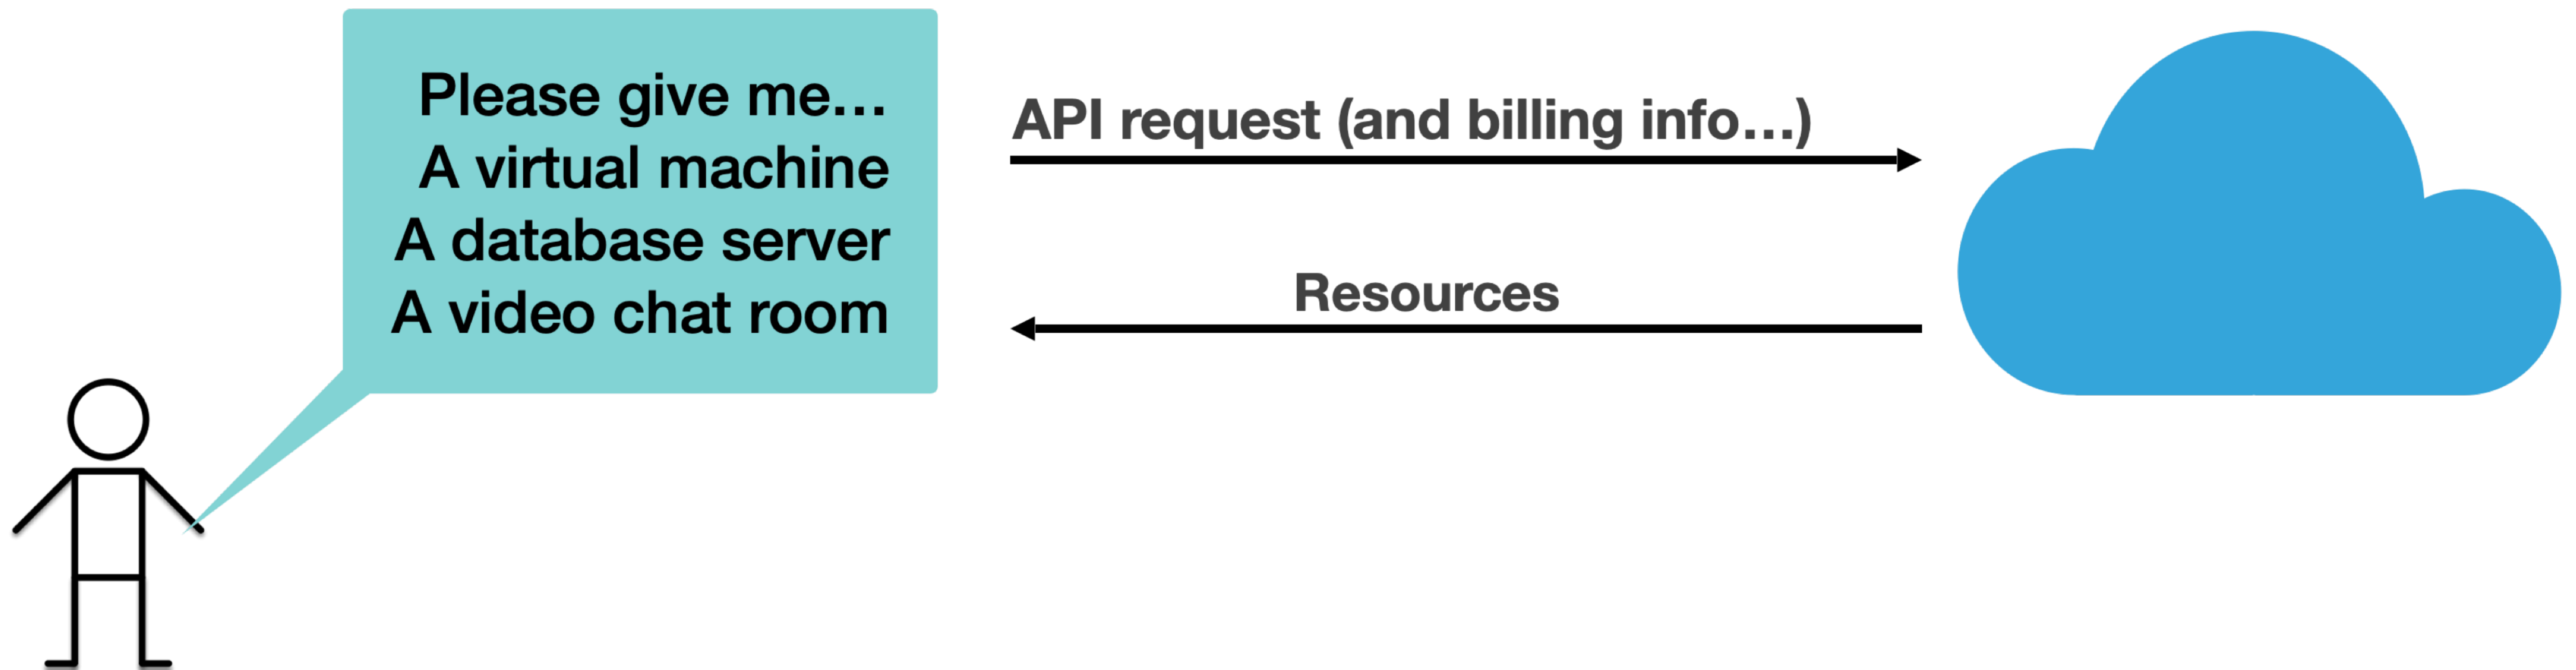 Please give me…
A virtual machine
A database server
A video chat room
API request (and billing info…)
Resources